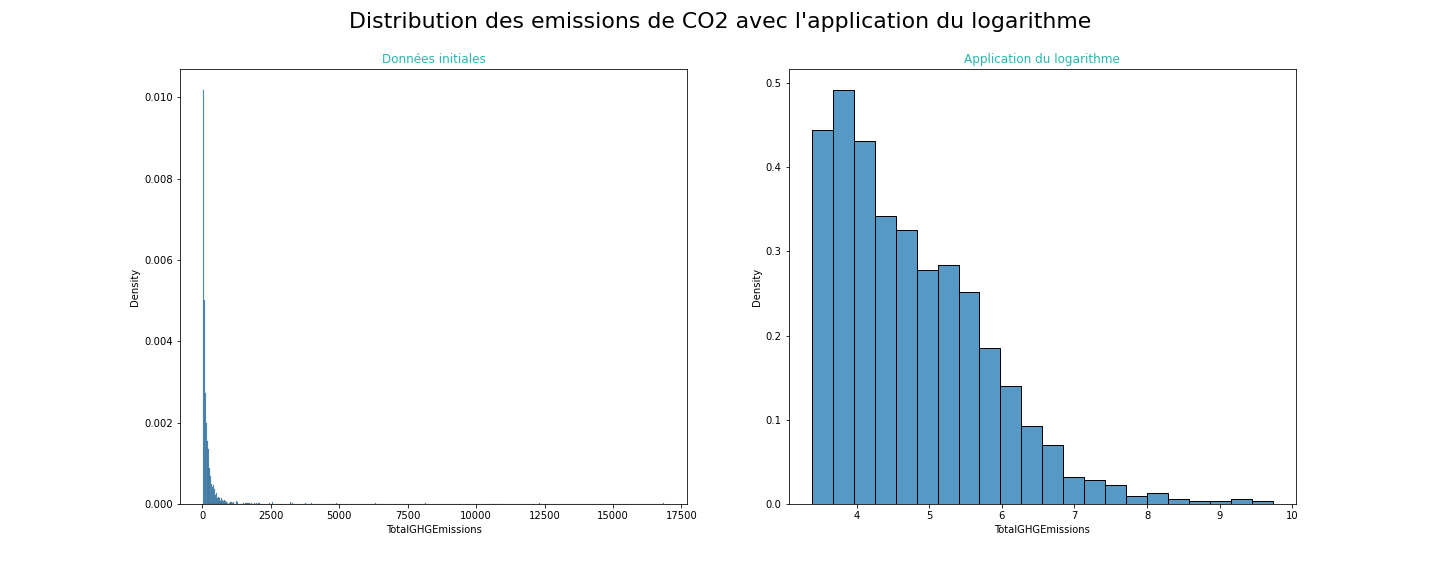 Distribution des emissions de CO2 avec l'application du logarithme
Données initiales
0.010
0.008
0.006
0.004
0.002
0.000
Density
0 2500 5000 7500 10000 12500 15000 17500
TotalGHGEmissions
Application du logarithme
0.5
0.4
0.3
0.2
0.1
0.0
Density
4 5 6 7 8 9 10
TotalGHGEmissions